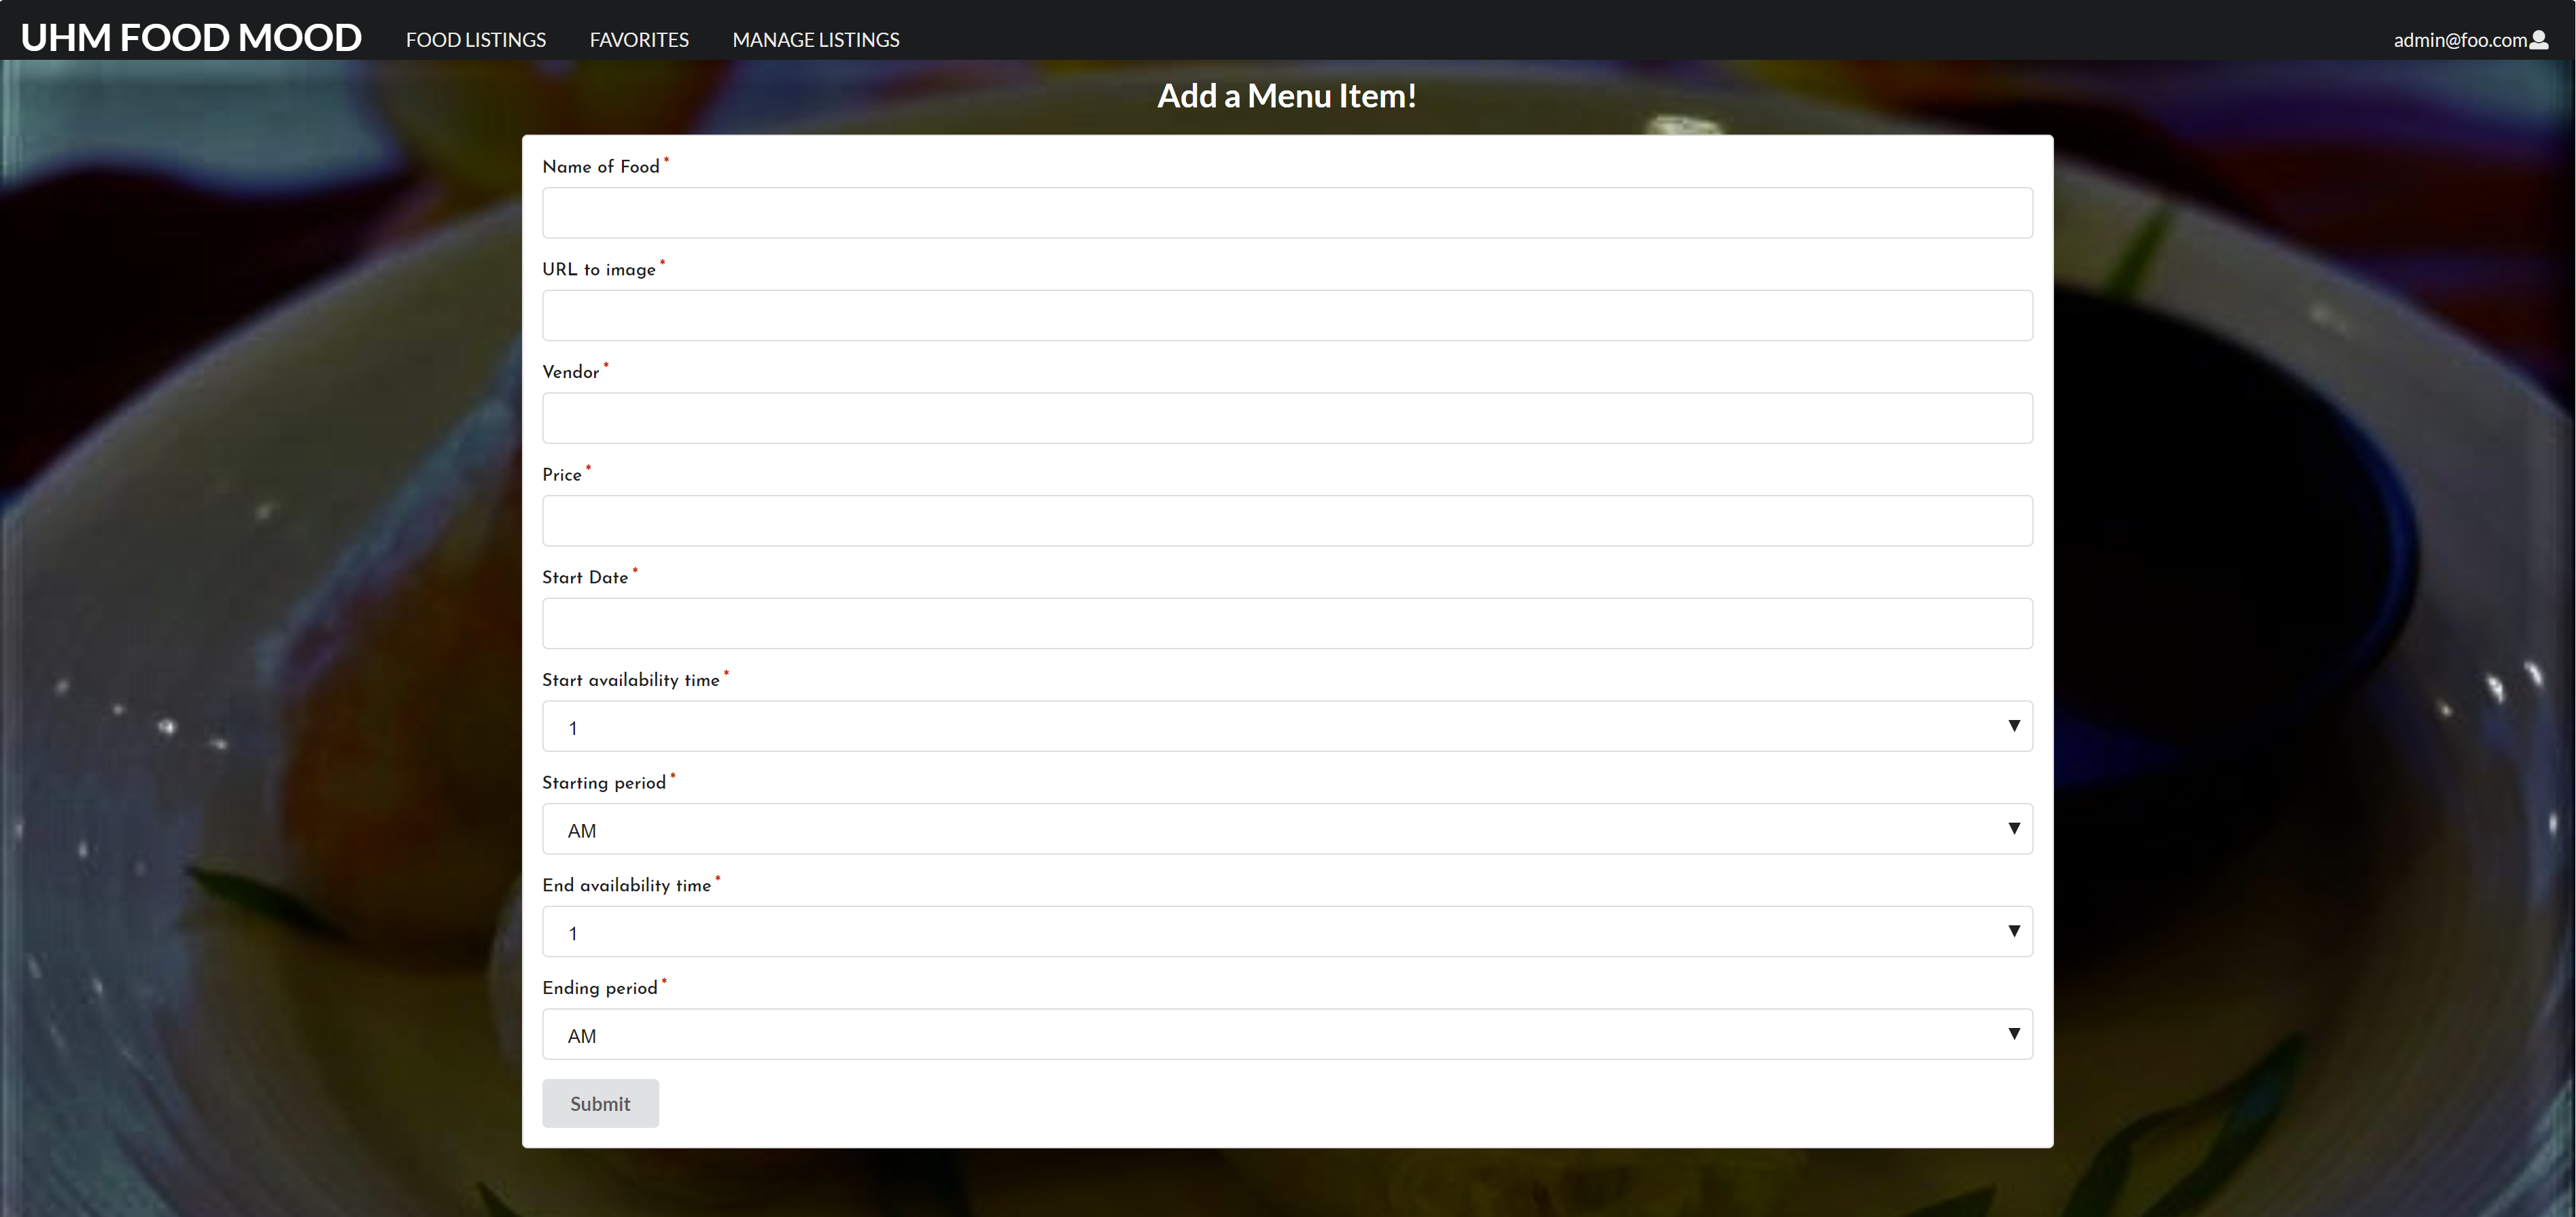 UHM FOOD MOOD FOOD LISTINGS FAVORITES MANAGE LISTINGS admin@foo.com
Add a Menu Item!
Name of Food *
URL to image *
Vendor *
Price *
Start Date *
Start availability time *
1
Starting period *
AM
End availability time *
1
Ending period *
AM
Submit